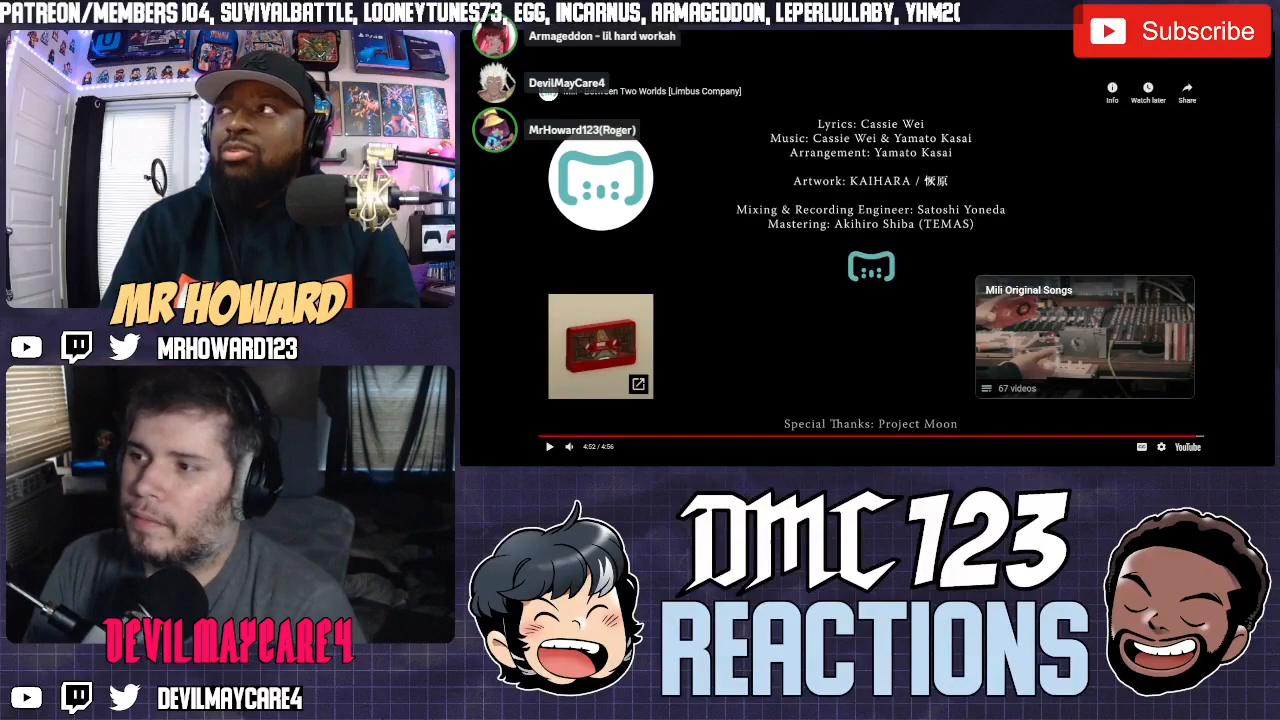 PATREON/MEMBERS 104, SUVIVALBATTLE, LOONEYTUNES73, EGG, INCARNUS, ARMAGEDDON, LEPERLULLABY, YHM2(
Subscribe
Armageddon - lil hard workah
DevilMayCare4
Between Two Worlds [Limbus Company]
MrHoward123(Roger)
Info
Watch later
Share
Lyrics: Cassie Wei
Music: Cassie Wei & Yamato Kasai
Arrangement: Yamato Kasai
Artwork: KAIHARA / 恢原
Mixing & Recording Engineer: Satoshi Yoneda
Mastering: Akihiro Shiba (TEMAS)
Mili Original Songs
67 videos
Special Thanks: Project Moon
4:52 / 4:56
CC
YouTube
MR HOWARD
MRHOWARD123
DEVILMAYCARE4
DEVILMAYCARE4
DMC 123
REACTIONS